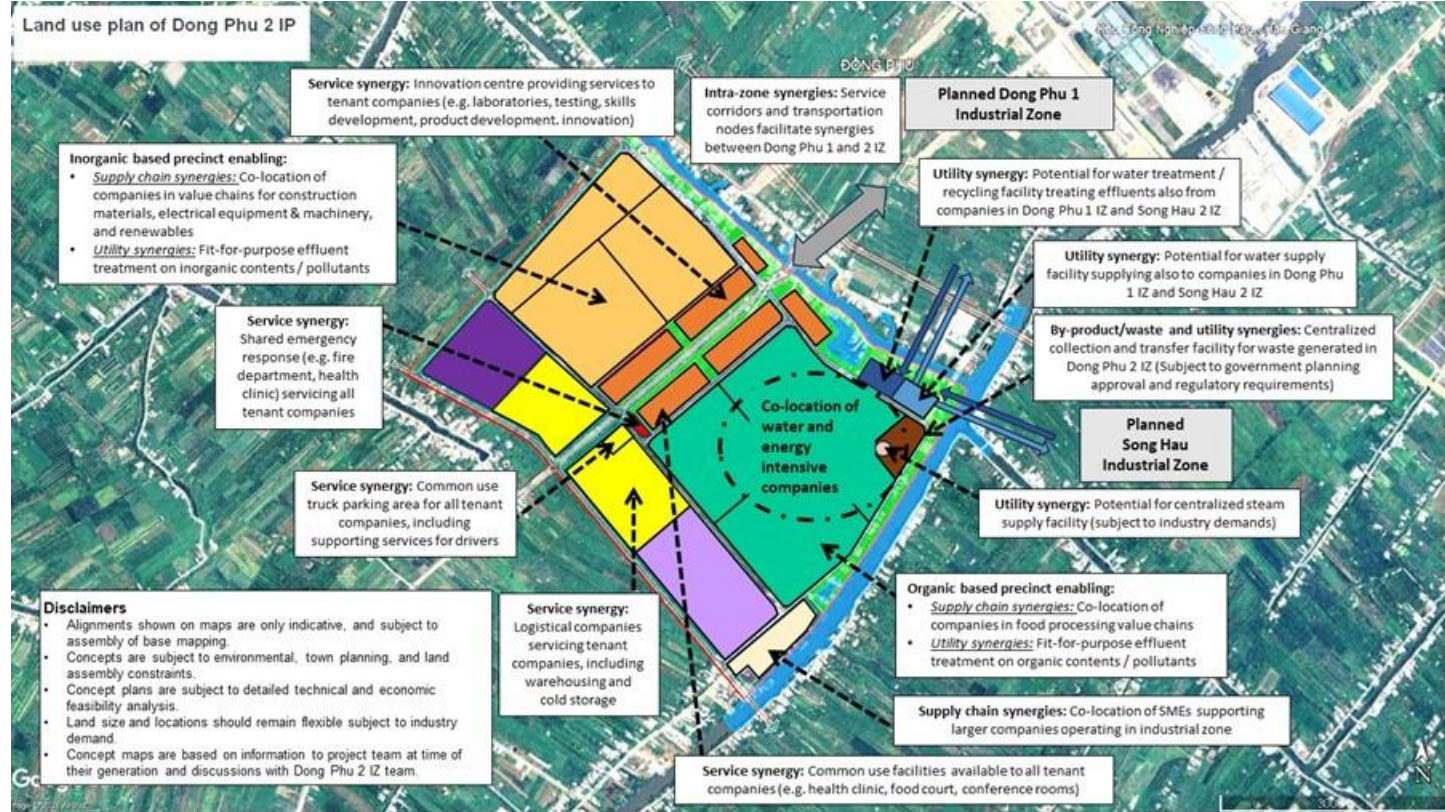 Land use plan of Dong Phu 2 IP
ĐÔNG PHÚ
Service synergy: Innovation centre providing services to
tenant companies (e.g. laboratories, testing, skills
development, product development. innovation)
Intra-zone synergies: Service
corridors and transportation
nodes facilitate synergies
between Dong Phu 1 and 2 IZ
Planned Dong Phu 1
Industrial Zone
Inorganic based precinct enabling:
• Supply chain synergies: Co-location of
companies in value chains for construction
materials, electrical equipment & machinery,
and renewables
• Utility synergies: Fit-for-purpose effluent
treatment on inorganic contents / pollutants
Utility synergy: Potential for water treatment /
recycling facility treating effluents also from
companies in Dong Phu 1 IZ and Song Hau 2 IZ
Utility synergy: Potential for water supply
facility supplying also to companies in Dong Phu
1 IZ and Song Hau 2 IZ
Service synergy:
Shared emergency
response (e.g. fire
department, health
clinic) servicing all
tenant companies
By-product/waste and utility synergies: Centralized
collection and transfer facility for waste generated in
Dong Phu 2 IZ (Subject to government planning
approval and regulatory requirements)
Co-location of
water and
energy
intensive
companies
Planned
Song Hau
Industrial Zone
Service synergy: Common use
truck parking area for all tenant
companies, including
supporting services for drivers
Utility synergy: Potential for centralized steam
supply facility (subject to industry demands)
Organic based precinct enabling:
• Supply chain synergies: Co-location of
companies in food processing value chains
• Utility synergies: Fit-for-purpose effluent
treatment on organic contents / pollutants
Disclaimers
• Alignments shown on maps are only indicative, and subject to
assembly of base mapping.
• Concepts are subject to environmental, town planning, and land
assembly constraints.
• Concept plans are subject to detailed technical and economic
feasibility analysis.
• Land size and locations should remain flexible subject to industry
demand.
• Concept maps are based on information to project team at time of
their generation and discussions with Dong Phu 2 IZ team.
Service synergy:
Logistical companies
servicing tenant
companies, including
warehousing and
cold storage
Supply chain synergies: Co-location of SMEs supporting
larger companies operating in industrial zone
Service synergy: Common use facilities available to all tenant
companies (e.g. health clinic, food court, conference rooms)
N